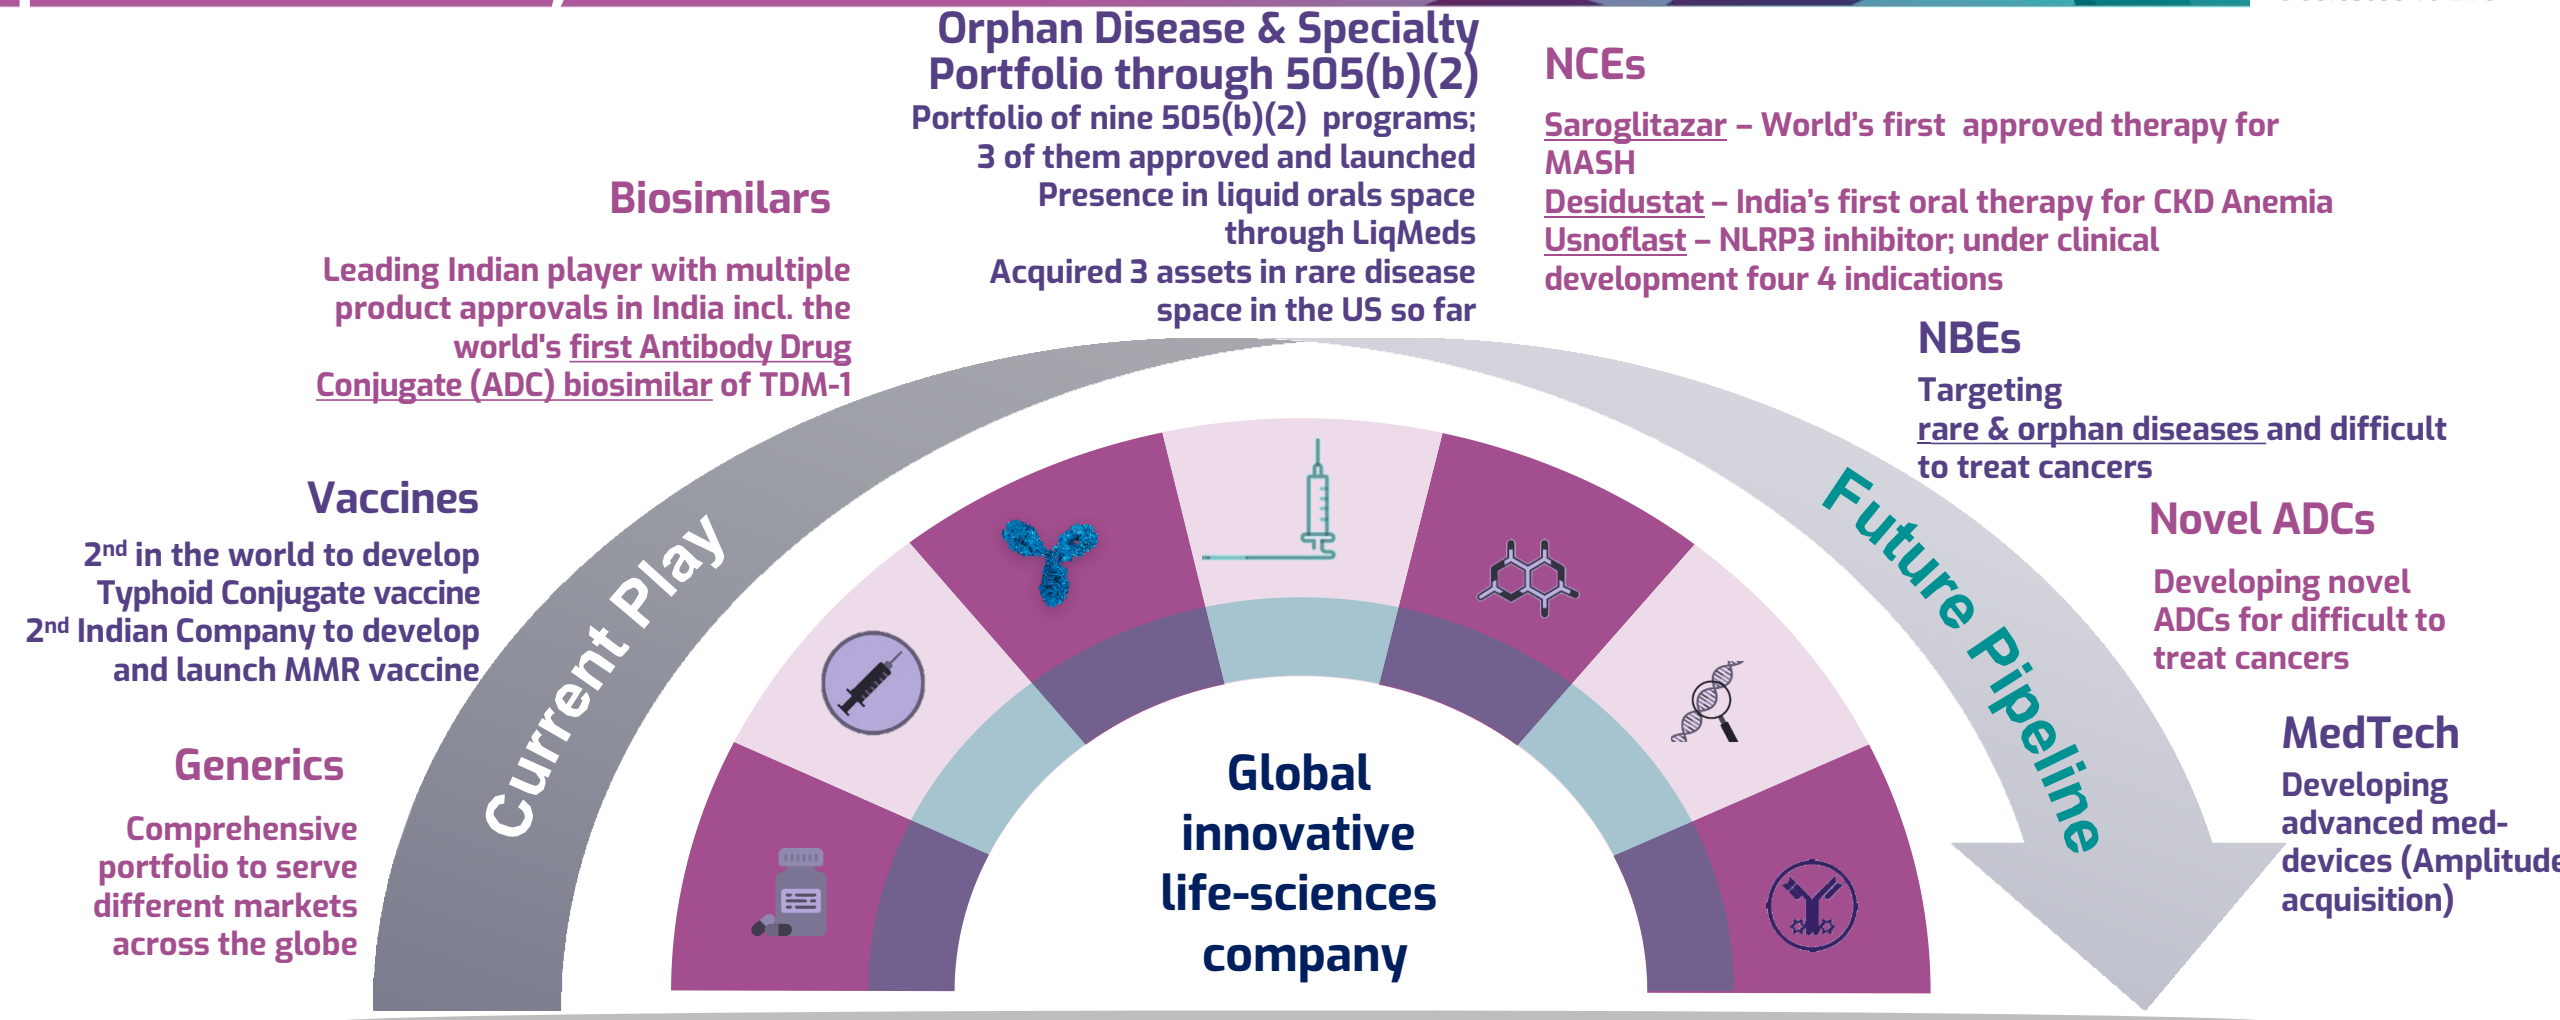 Orphan Disease & Specialty
Portfolio through 505(b)(2)
Portfolio of nine 505(b)(2) programs;
3 of them approved and launched
Presence in liquid orals space
through LiqMeds
Acquired 3 assets in rare disease
space in the US so far
NCEs
Saroglitazar – World's first approved therapy for
MASH
Desidustat – India's first oral therapy for CKD Anemia
Usnoflast – NLRP3 inhibitor; under clinical
development four 4 indications
Biosimilars
Leading Indian player with multiple
product approvals in India incl. the
world's first Antibody Drug
Conjugate (ADC) biosimilar of TDM-1
NBEs
Targeting
rare & orphan diseases and difficult
to treat cancers
Vaccines
2nd in the world to develop
Typhoid Conjugate vaccine
2nd Indian Company to develop
and launch MMR vaccine
Novel ADCs
Developing novel
ADCs for difficult to
treat cancers
Generics
Comprehensive
portfolio to serve
different markets
across the globe
MedTech
Developing
advanced med-
devices (Amplitude
acquisition)
Current Play
Future Pipeline
Global
innovative
life-sciences
company